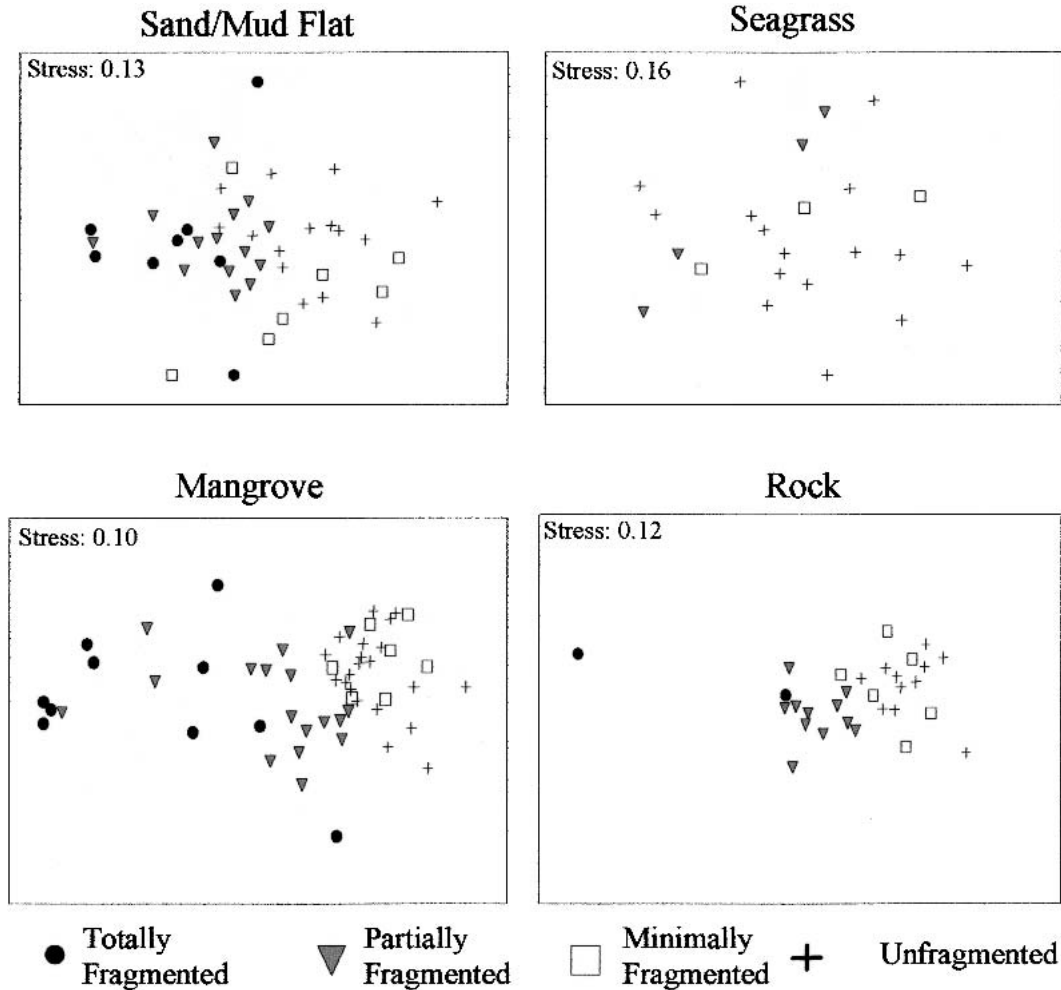 Sand/Mud Flat
Seagrass
Stress: 0.13
Stress: 0.16
Mangrove
Rock
Stress: 0.10
Stress: 0.12
Totally
Fragmented
Partially
Fragmented
Minimally
Fragmented
Unfragmented